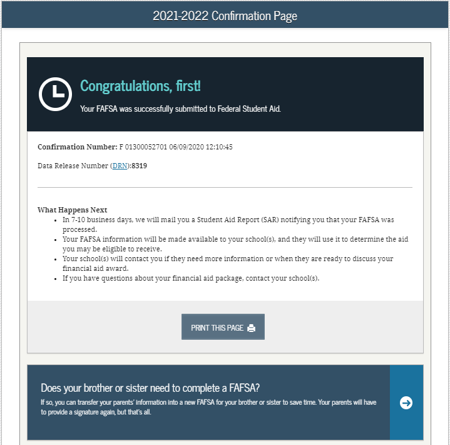 2021-2022 Confirmation Page
Congratulations, first!
Your FAFSA was successfully submitted to Federal Student Aid.
Confirmation Number: F 01300052701 06/09/2020 12:10:45
Data Release Number (DRN):8319
What Happens Next
• In 7-10 business days, we will mail you a Student Aid Report (SAR) notifying you that your FAFSA was
processed.
• Your FAFSA information will be made available to your school(s), and they will use it to determine the aid
you may be eligible to receive.
• Your school(s) will contact you if they need more information or when they are ready to discuss your
financial aid award.
• If you have questions about your financial aid package, contact your school(s).
PRINT THIS PAGE
Does your brother or sister need to complete a FAFSA?
If so, you can transfer your parents' information into a new FAFSA for your brother or sister to save time. Your parents will have
to provide a signature again, but that's all.